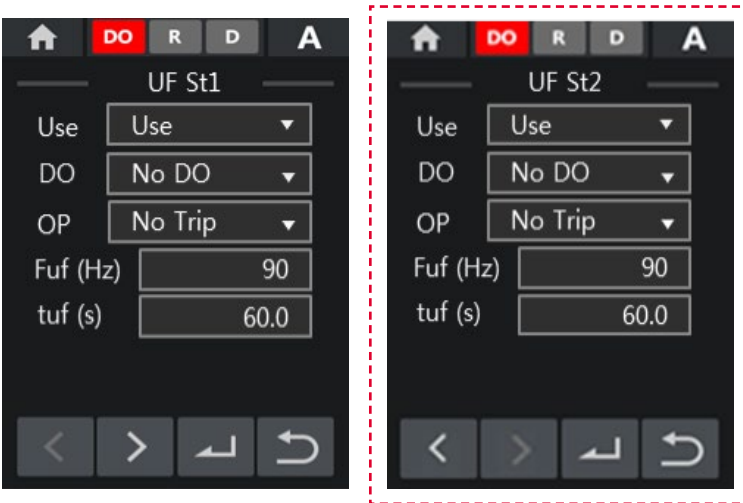 DO R D A
UF St1
Use Use
DO No DO
OP No Trip
Fuf (Hz) 90
tuf (s) 60.0
DO R D A
UF St2
Use Use
DO No DO
OP No Trip
Fuf (Hz) 90
tuf (s) 60.0